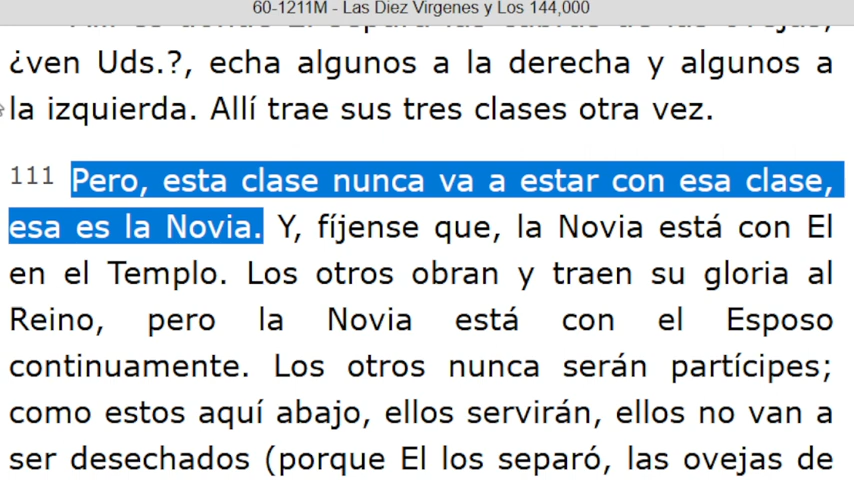 60-1211M - Las Diez Virgenes y Los 144,000
¿ven Uds.?, echa algunos a la derecha y algunos a
la izquierda. Allí trae sus tres clases otra vez.
111 Pero, esta clase nunca va a estar con esa clase,
esa es la Novia. Y, fíjense que, la Novia está con El
en el Templo. Los otros obran y traen su gloria al
Reino, pero la Novia está con el Esposo
continuamente. Los otros nunca serán partícipes;
como estos aquí abajo, ellos servirán, ellos no van a
ser desechados (porque El los separó, las ovejas de